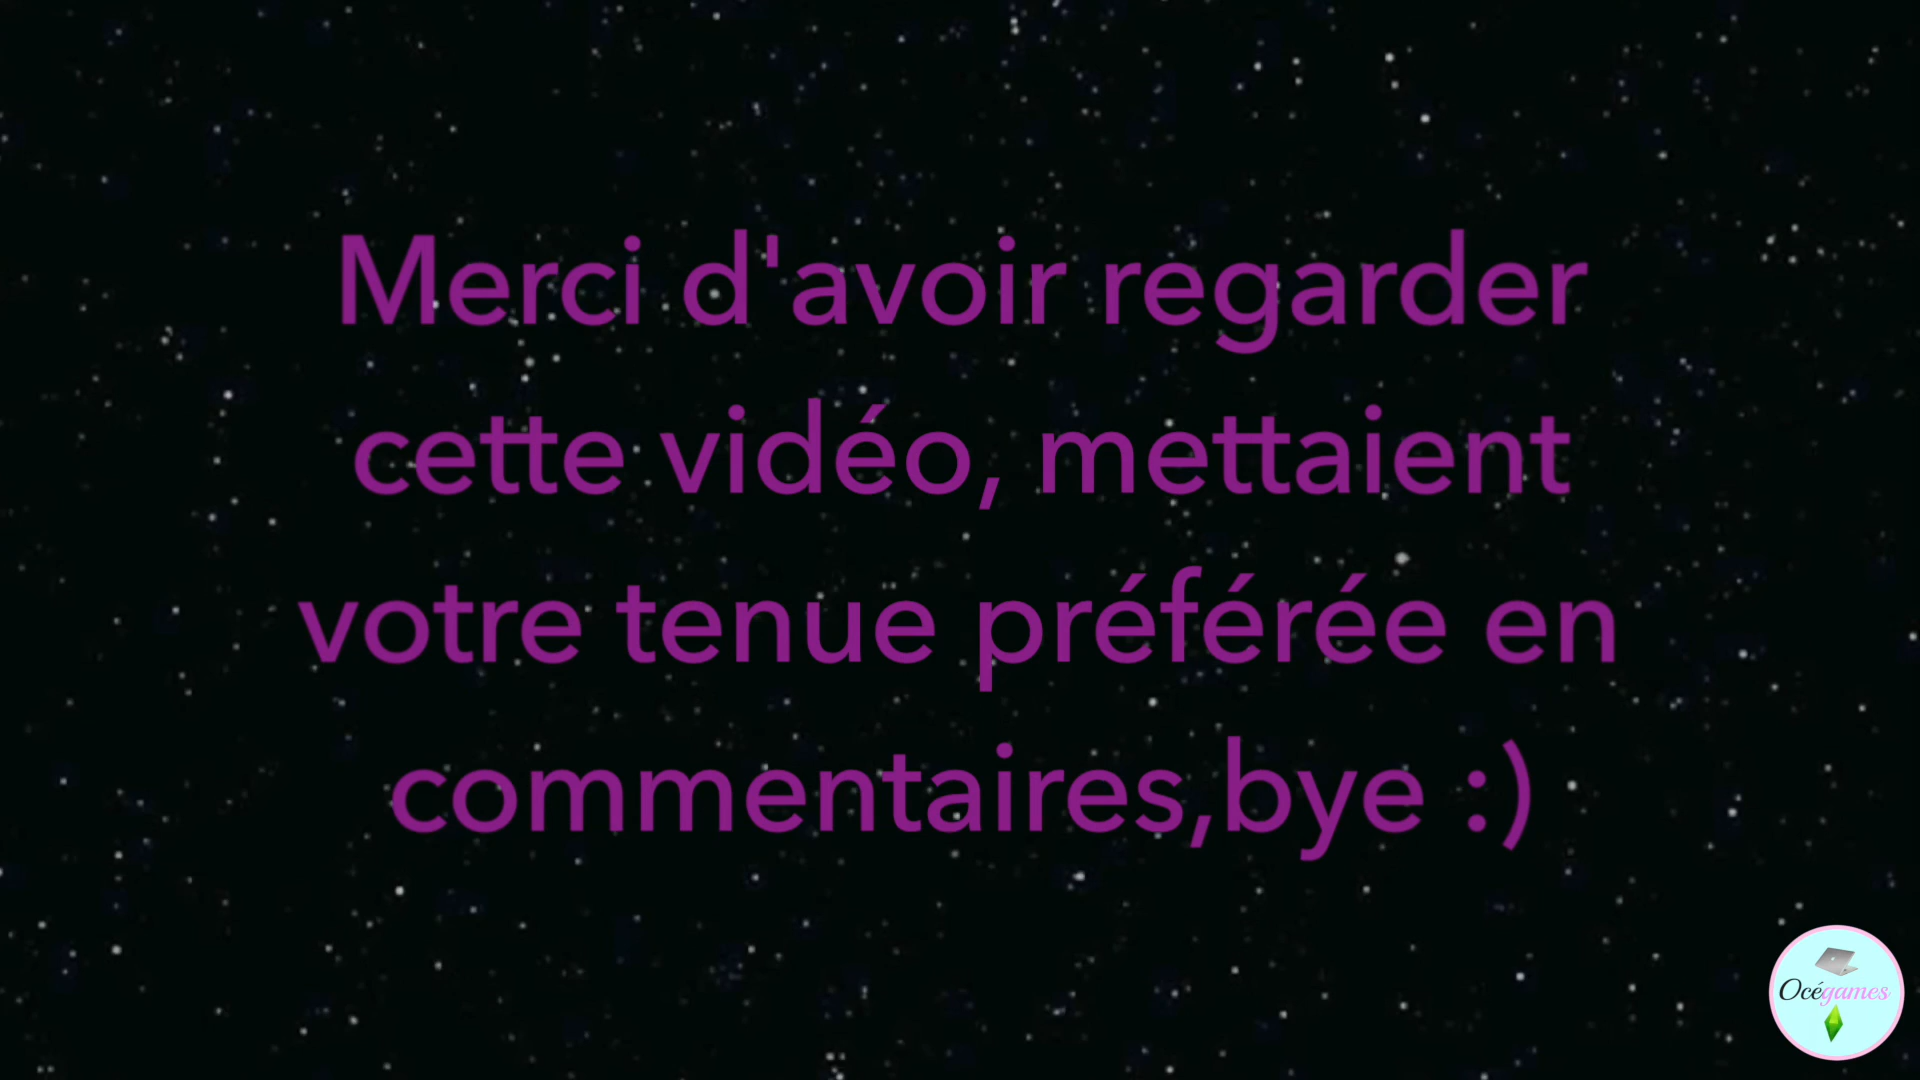 Merci d'avoir regarder
cette vidéo, mettaient
votre tenue préférée en
commentaires,bye :)
Océgames